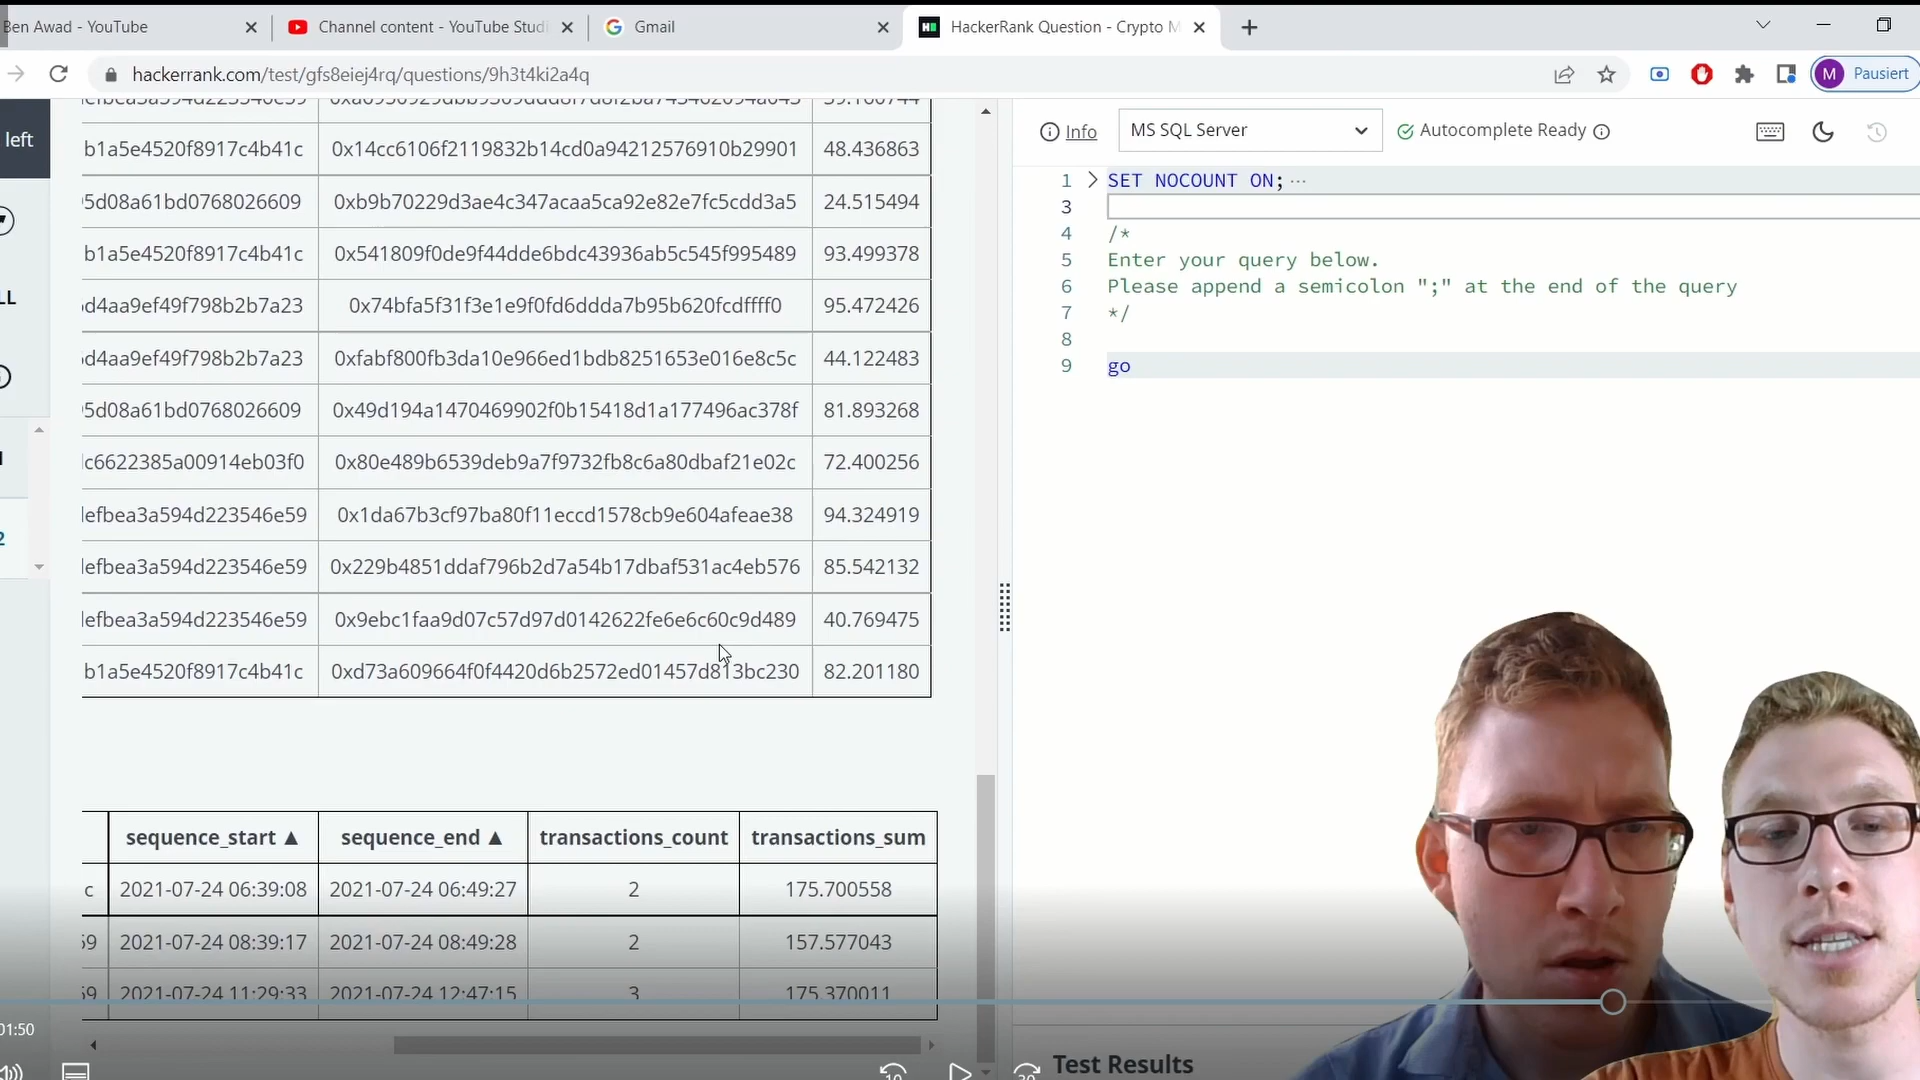 Ben Awad - YouTube
Channel content - YouTube Studi
Gmail
HackerRank Question - Crypto M
hackerrank.com/test/gfs8eiej4rq/questions/9h3t4ki2a4q
M Pausiert
left
b1a5e4520f8917c4b41c 0x14cc6106f2119832b14cd0a94212576910b29901 48.436863
5d08a61bd0768026609 0xb9b70229d3ae4c347acaa5ca92e82e7fc5cdd3a5 24.515494
b1a5e4520f8917c4b41c 0x541809f0de9f44dde6bdc43936ab5c545f995489 93.499378
d4aa9ef49f798b2b7a23 0x74bfa5f31f3e1e9f0fd6ddda7b95b620fcdffff0 95.472426
d4aa9ef49f798b2b7a23 0xfabf800fb3da10e966ed1bdb8251653e016e8c5c 44.122483
5d08a61bd0768026609 0x49d194a1470469902f0b15418d1a177496ac378f 81.893268
lc6622385a00914eb03f0 0x80e489b6539deb9a7f9732fb8c6a80dbaf21e02c 72.400256
lefbea3a594d223546e59 0x1da67b3cf97ba80f11eccd1578cb9e604afeae38 94.324919
lefbea3a594d223546e59 0x229b4851ddaf796b2d7a54b17dbaf531ac4eb576 85.542132
lefbea3a594d223546e59 0x9ebc1faa9d07c57d97d0142622fe6e6c60c9d489 40.769475
b1a5e4520f8917c4b41c 0xd73a609664f0f4420d6b2572ed01457d813bc230 82.201180
sequence_start ▲ sequence_end ▲ transactions_count transactions_sum
c 2021-07-24 06:39:08 2021-07-24 06:49:27 2 175.700558
59 2021-07-24 08:39:17 2021-07-24 08:49:28 2 157.577043
59 2021-07-24 11:29:33 2021-07-24 12:47:15 3 175.370011
01:50
10
30
Info
MS SQL Server
Autocomplete Ready
1 SET NOCOUNT ON; ···
3
4 /*
5 Enter your query below.
6 Please append a semicolon ";" at the end of the query
7 */
8
9 go
Test Results